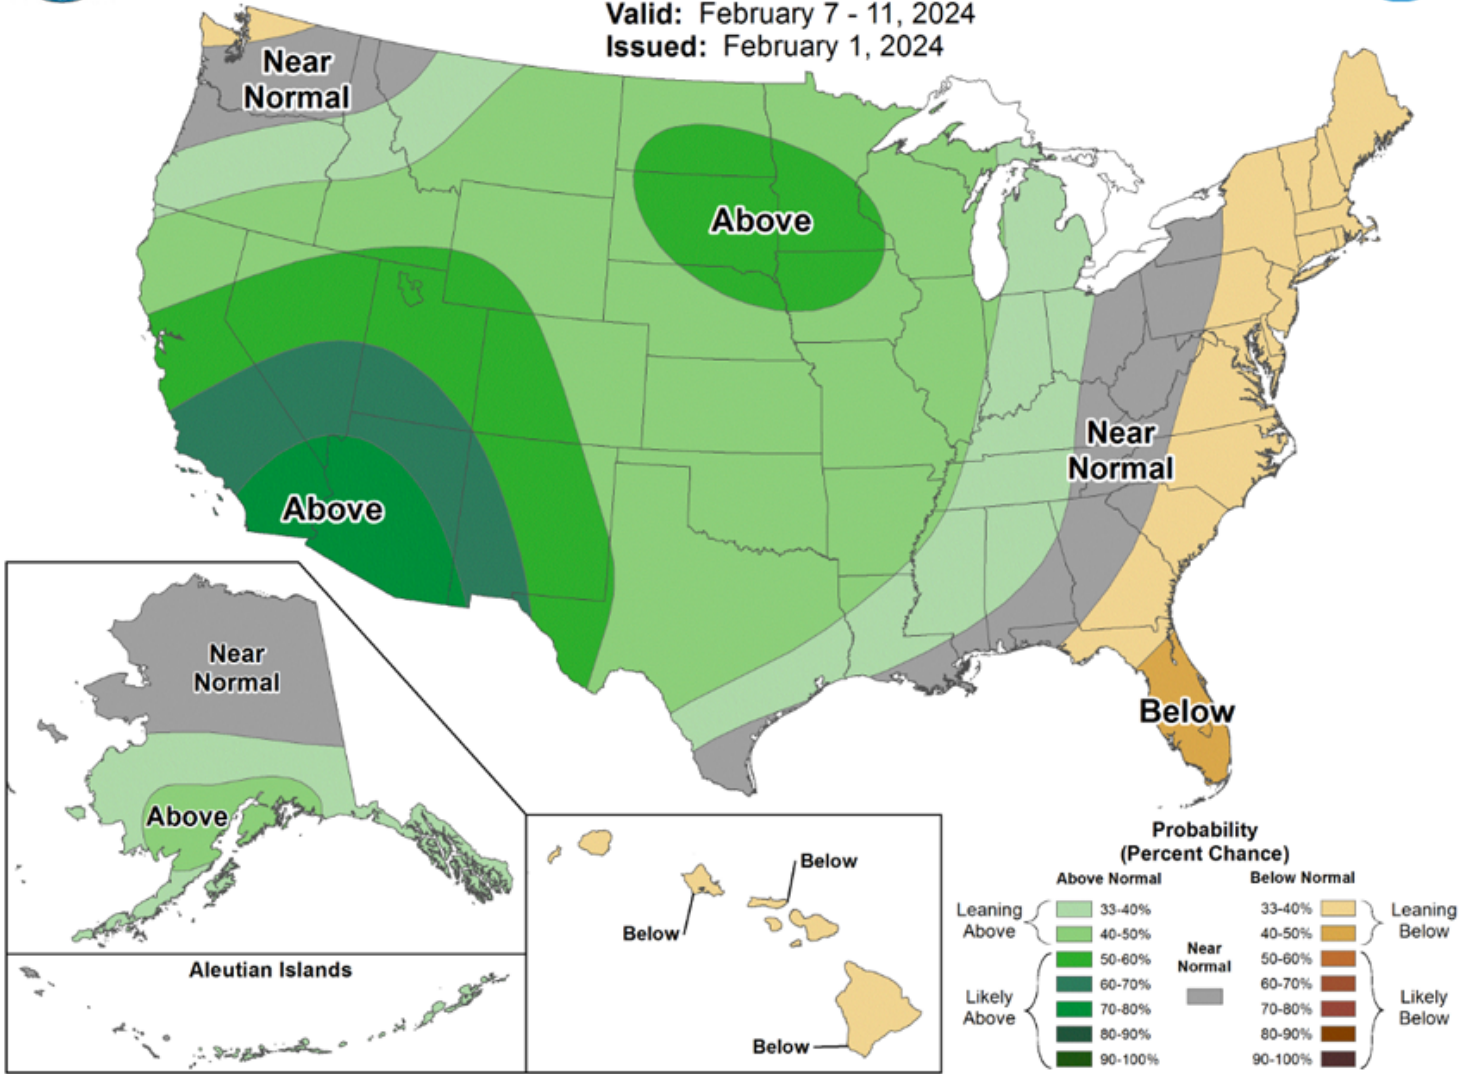 Valid: February 7 - 11, 2024
Issued: February 1, 2024
Near
Normal
Above
Near
Normal
Above
Below
Near
Normal
Above
Aleutian Islands
Below
Below
Below
Probability
(Percent Chance)
Above Normal
Below Normal
Leaning
Above
33-40%
40-50%
Likely
Above
50-60%
60-70%
70-80%
80-90%
90-100%
Near
Normal
33-40%
40-50%
Leaning
Below
50-60%
60-70%
70-80%
80-90%
90-100%
Likely
Below